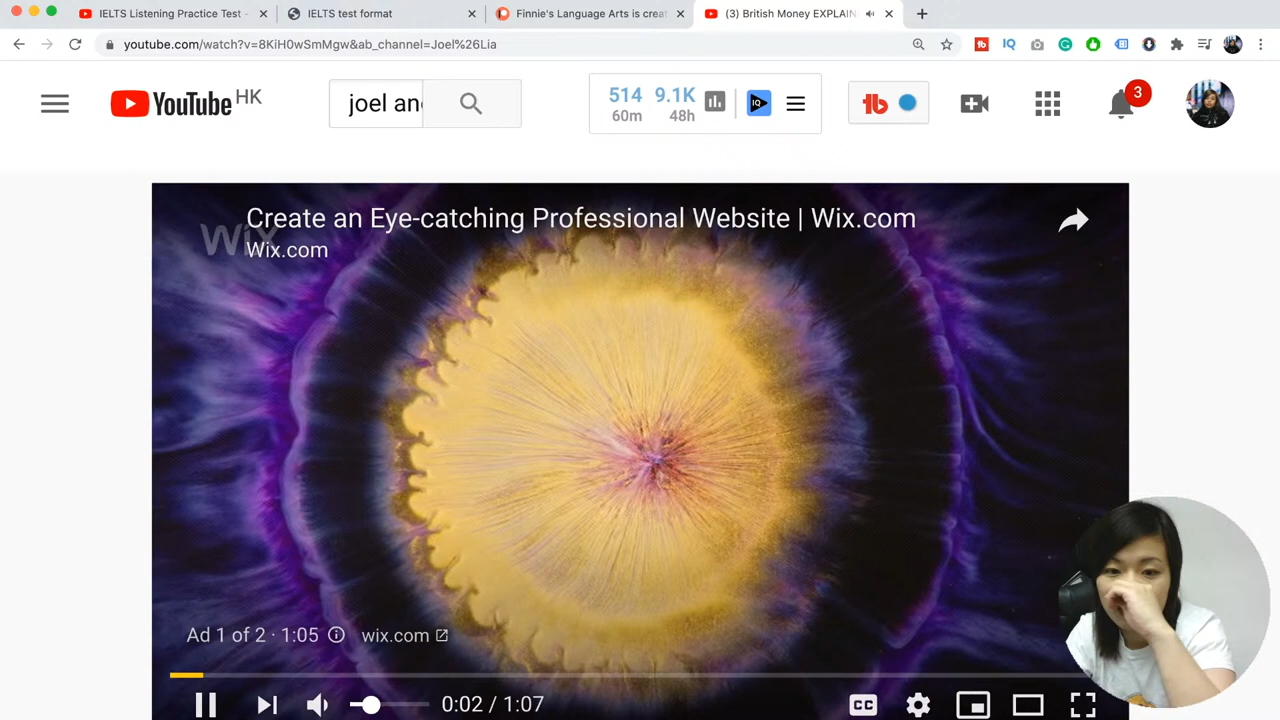 IELTS Listening Practice Test -
IELTS test format
Finnie's Language Arts is creat
(3) British Money EXPLAIN
youtube.com/watch?v=8KiH0wSmMgw&ab_channel=Joel%26Lia
YouTube HK
joel an
514 60m
9.1K 48h
IQ
3
Wix
Create an Eye-catching Professional Website | Wix.com
Wix.com
Ad 1 of 2 · 1:05
wix.com
0:02 / 1:07
CC